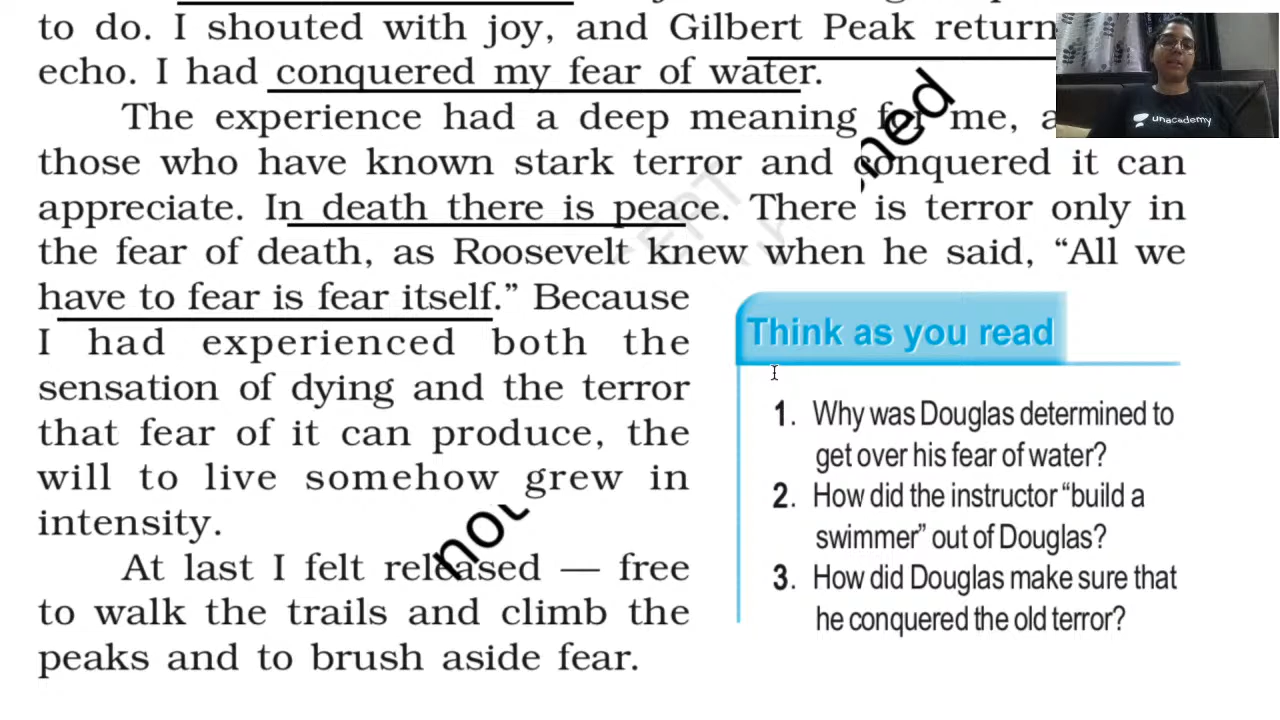 to do. I shouted with joy, and Gilbert Peak return
echo. I had conquered my fear of water.
The experience had a deep meaning for me, a
those who have known stark terror and conquered it can
appreciate. In death there is peace. There is terror only in
the fear of death, as Roosevelt knew when he said, “All we
have to fear is fear itself.” Because
I had experienced both the
sensation of dying and the terror
that fear of it can produce, the
will to live somehow grew in
intensity.
At last I felt released — free
to walk the trails and climb the
peaks and to brush aside fear.
Think as you read
1. Why was Douglas determined to
get over his fear of water?
2. How did the instructor “build a
swimmer” out of Douglas?
3. How did Douglas make sure that
he conquered the old terror?
unacademy
not